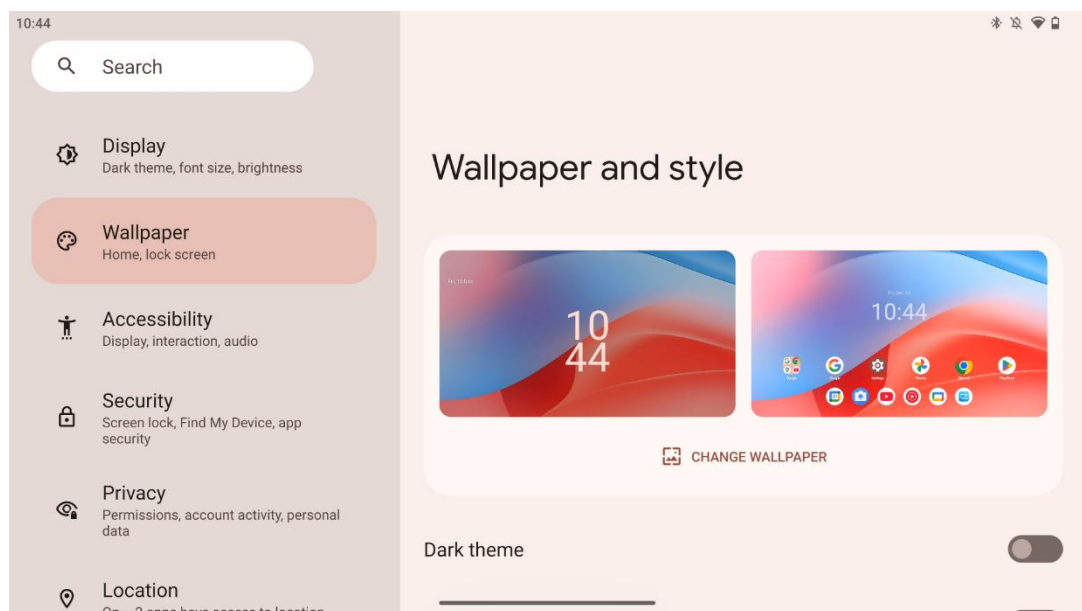 10:44
Search
Display
Dark theme, font size, brightness
Wallpaper
Home, lock screen
Accessibility
Display, interaction, audio
Security
Screen lock, Find My Device, app
security
Privacy
Permissions, account activity, personal
data
Location
Wallpaper and style
10
44
10:44
CHANGE WALLPAPER
Dark theme